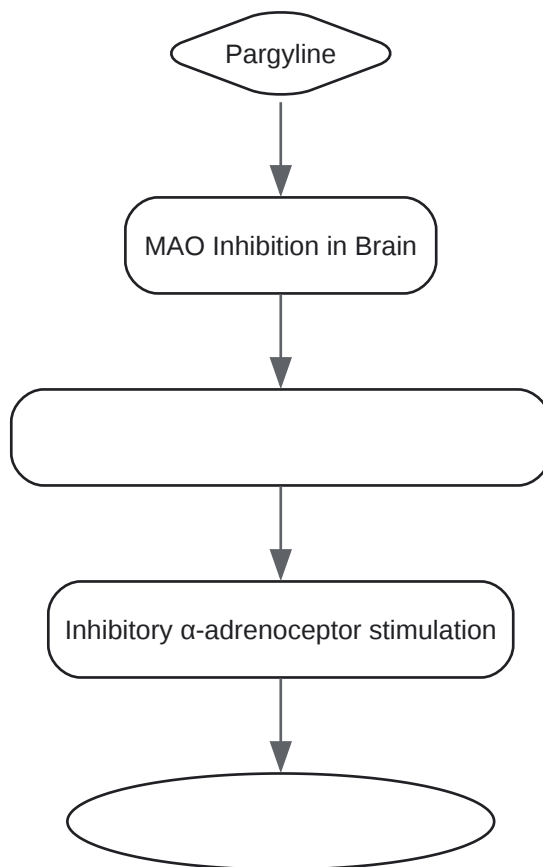 Pargyline
MAO Inhibition in Brain
Inhibitory α-adrenoceptor stimulation